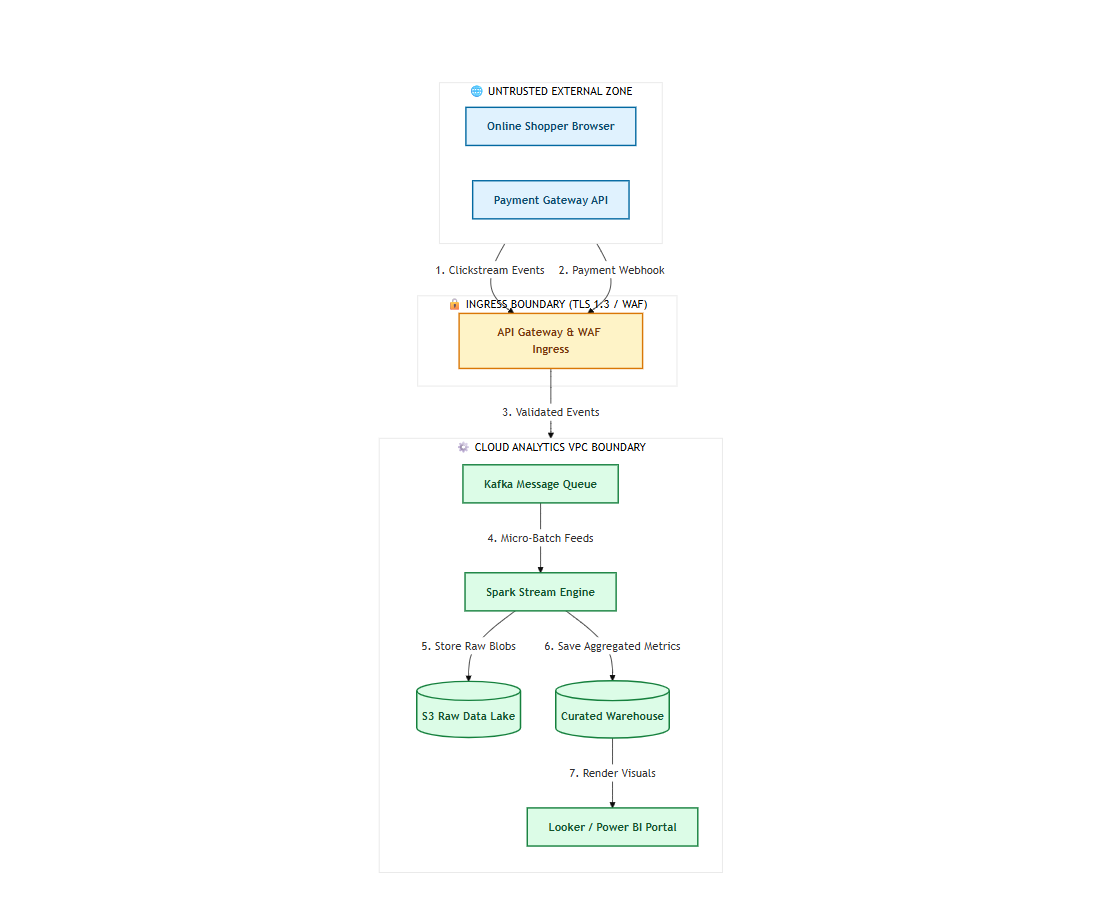 🌐 UNTRUSTED EXTERNAL ZONE
Online Shopper Browser
Payment Gateway API
1. Clickstream Events
2. Payment Webhook
🔒 INGRESS BOUNDARY (TLS 1.3 / WAF)
API Gateway & WAF
Ingress
3. Validated Events
⚙️ CLOUD ANALYTICS VPC BOUNDARY
Kafka Message Queue
4. Micro-Batch Feeds
Spark Stream Engine
5. Store Raw Blobs
6. Save Aggregated Metrics
S3 Raw Data Lake
Curated Warehouse
7. Render Visuals
Looker / Power BI Portal